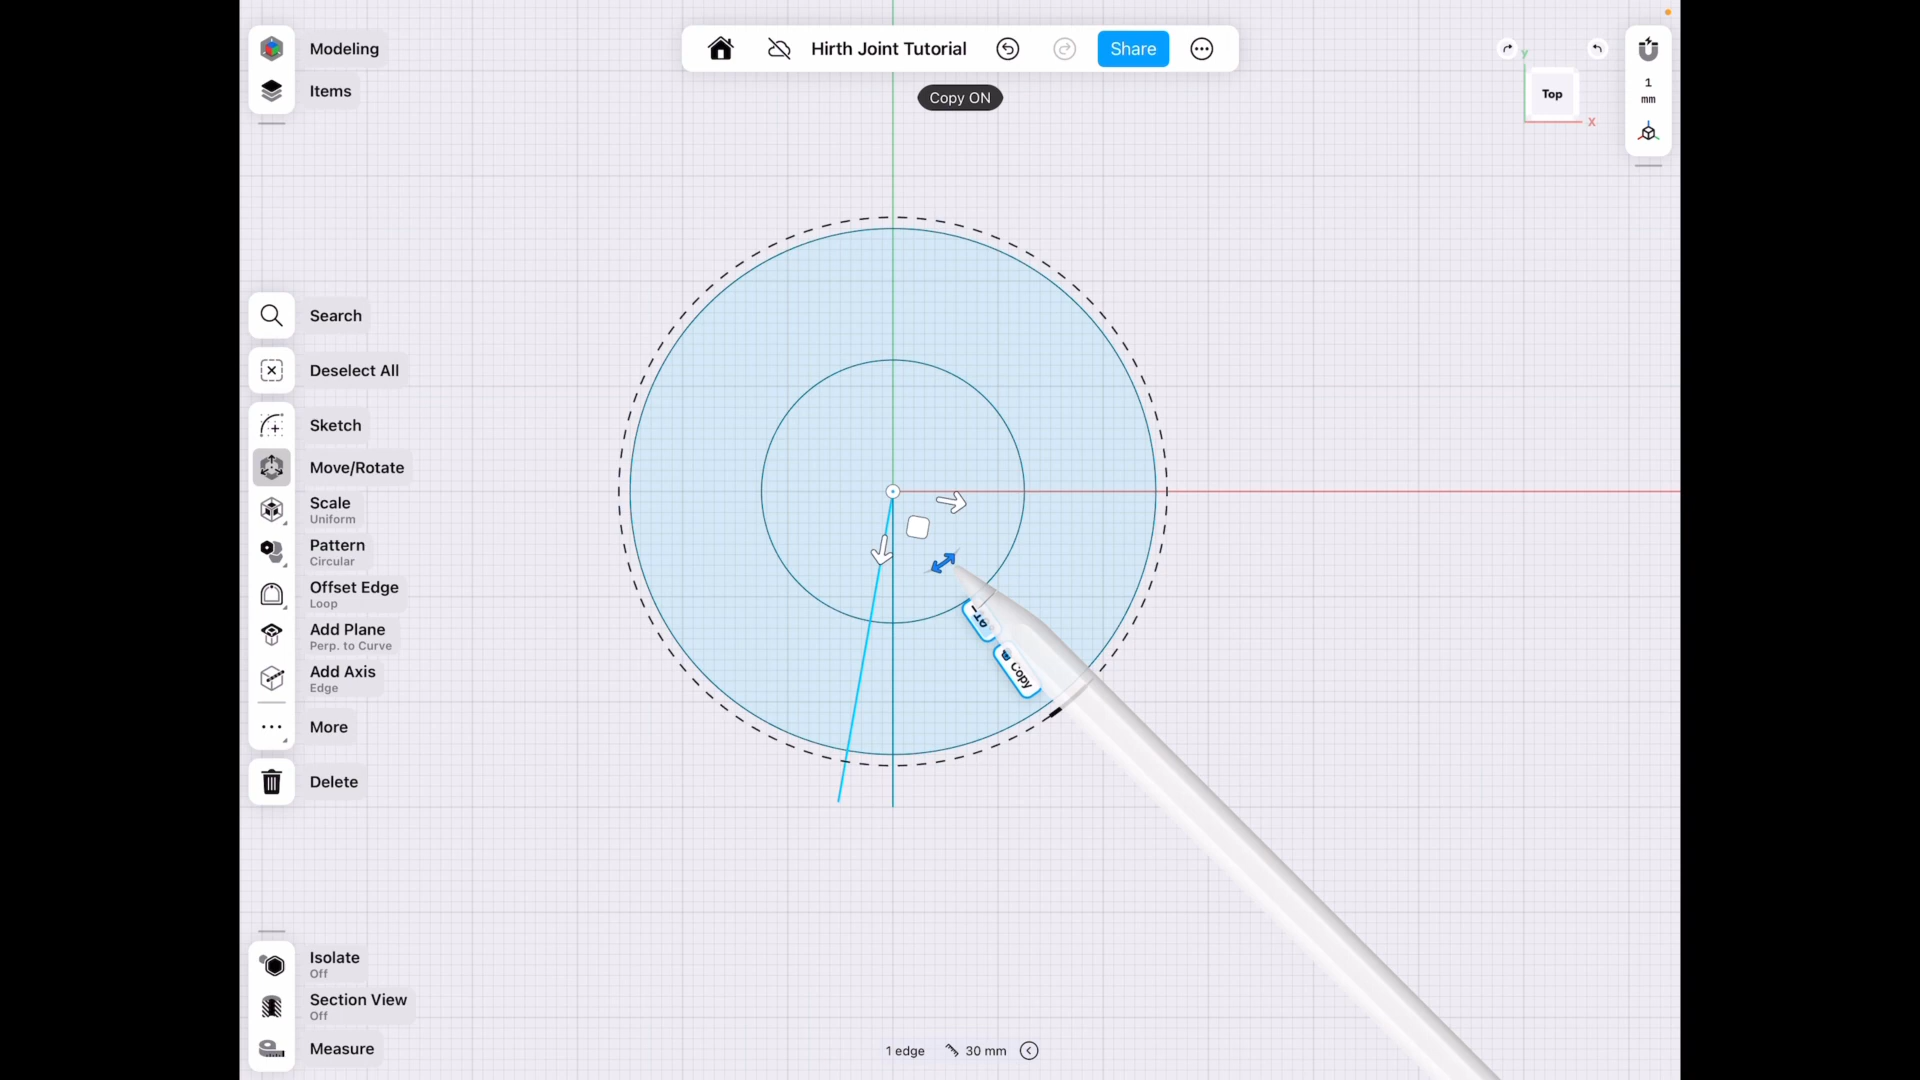 Modeling
Items
Hirth Joint Tutorial
Share
Copy ON
Top
y
X
1
mm
Search
Deselect All
Sketch
Move/Rotate
Scale
Uniform
Pattern
Circular
Offset Edge
Loop
Add Plane
Perp. to Curve
Add Axis
Edge
More
Delete
Copy
Isolate
Off
Section View
Off
Measure
1 edge
30 mm